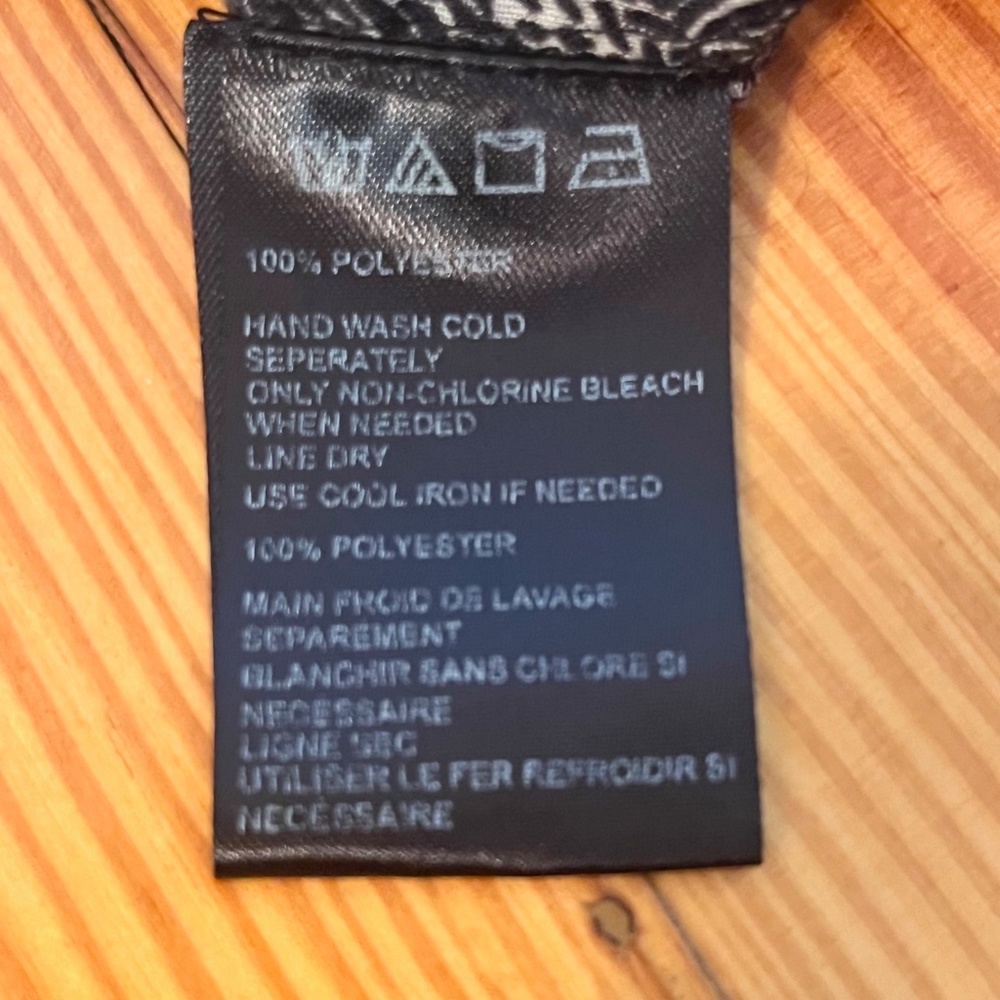 100% POLYESTER
HAND WASH COLD
SEPERATELY
ONLY NON-CHLORINE BLEACH
WHEN NEEDED
LINE DRY
USE COOL IRON IF NEEDED
100% POLYESTER
MAIN FROID DE LAVAGE
SEPAREMENT
BLANCHIR SANS CHLORE SI
NECESSAIRE
LIGNE SEC
UTILISER LE FER REFROIDIR SI
NECESSAIRE